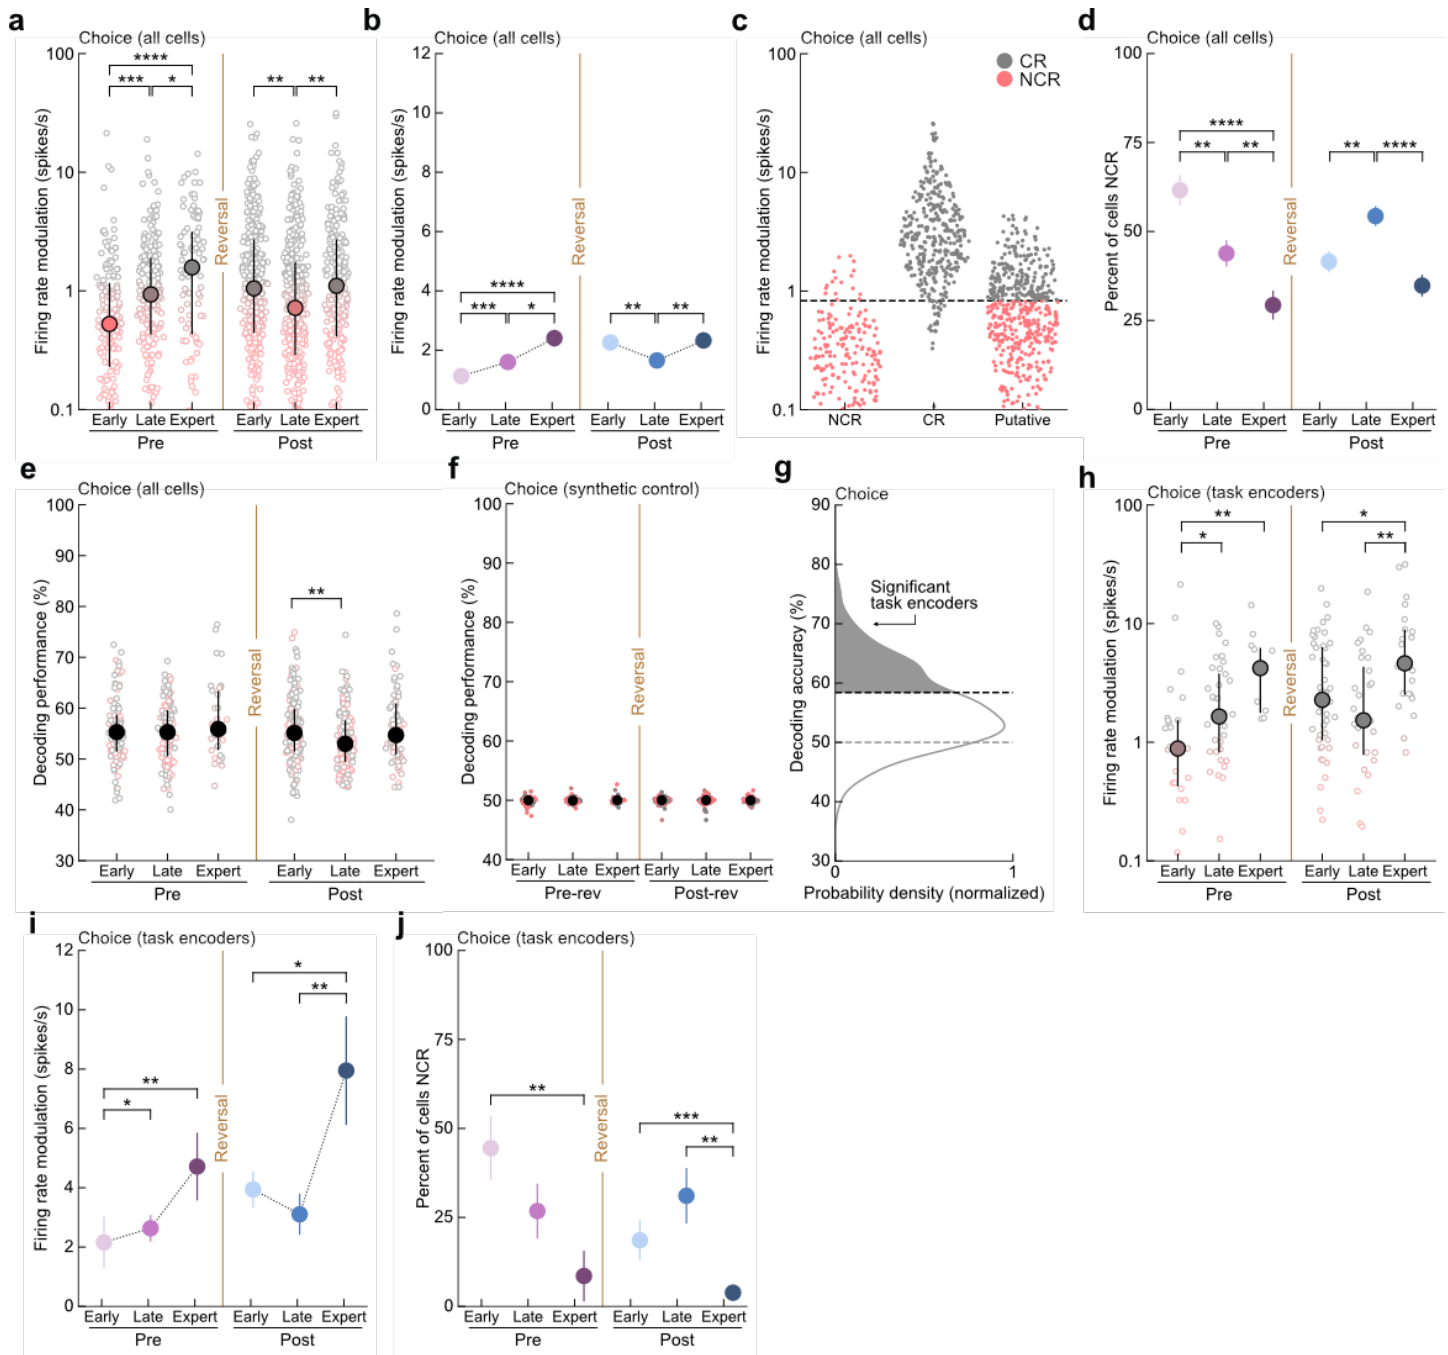 a
Choice (all cells)
Firing rate modulation (spikes/s)
100
10
1
0.1
****
***
*
**
**
Reversal
Early Late Expert Early Late Expert
Pre Post
b
Choice (all cells)
Firing rate modulation (spikes/s)
12
10
8
6
4
2
0
****
***
*
**
**
Reversal
Early Late Expert Early Late Expert
Pre Post
c
Choice (all cells)
Firing rate modulation (spikes/s)
100
10
1
0.1
CR
NCR
NCR CR Putative
d
Choice (all cells)
Percent of cells NCR
100
75
50
25
0
****
**
**
**
****
Reversal
Early Late Expert Early Late Expert
Pre Post
e
Choice (all cells)
Decoding performance (%)
100
90
80
70
60
50
40
30
**
Reversal
Early Late Expert Early Late Expert
Pre Post
f
Choice (synthetic control)
Decoding performance (%)
100
90
80
70
60
50
40
Reversal
Early Late Expert Early Late Expert
Pre-rev Post-rev
g
Choice
Decoding accuracy (%)
90
80
70
60
50
40
30
Significant
task encoders
0 1
Probability density (normalized)
h
Choice (task encoders)
Firing rate modulation (spikes/s)
100
10
1
0.1
**
*
*
**
Reversal
Early Late Expert Early Late Expert
Pre Post
i
Choice (task encoders)
Firing rate modulation (spikes/s)
12
10
8
6
4
2
0
**
*
*
**
Reversal
Early Late Expert Early Late Expert
Pre Post
j
Choice (task encoders)
Percent of cells NCR
100
75
50
25
0
**
***
**
Reversal
Early Late Expert Early Late Expert
Pre Post